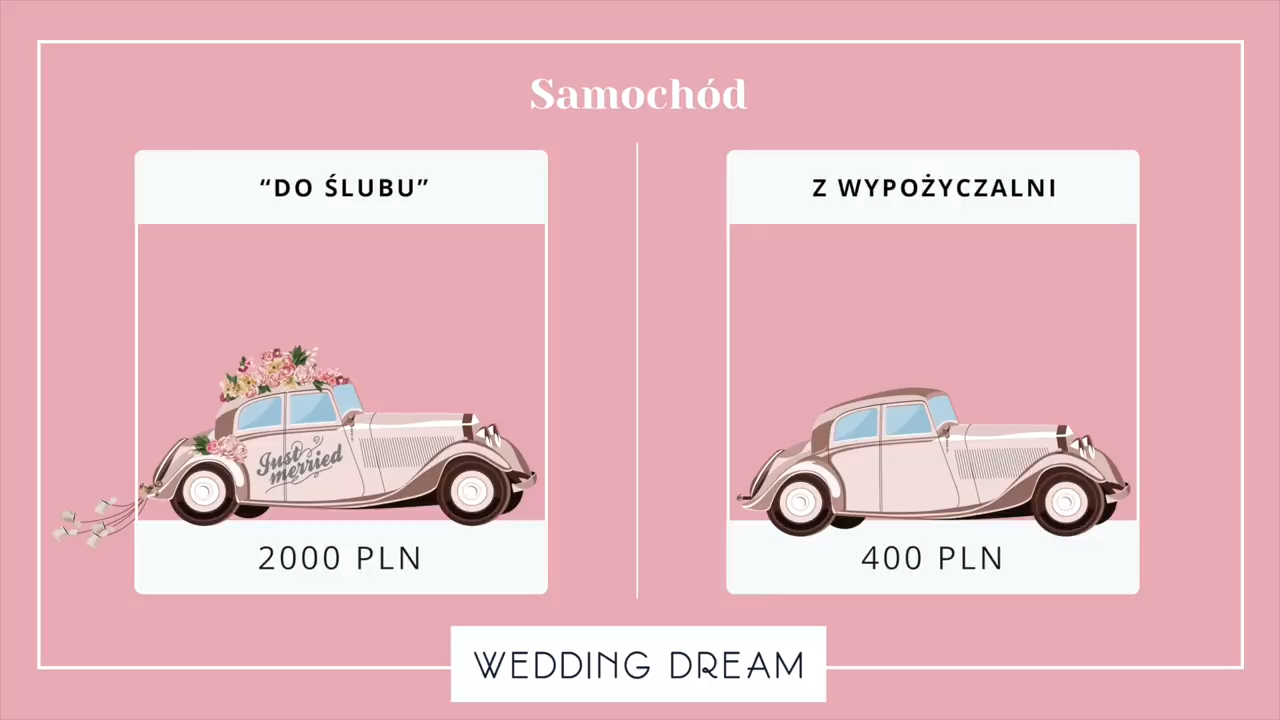 Samochód
“DO ŚLUBU”
Z WYPOŻYCZALNI
Just
merried
2000 PLN
400 PLN
WEDDING DREAM